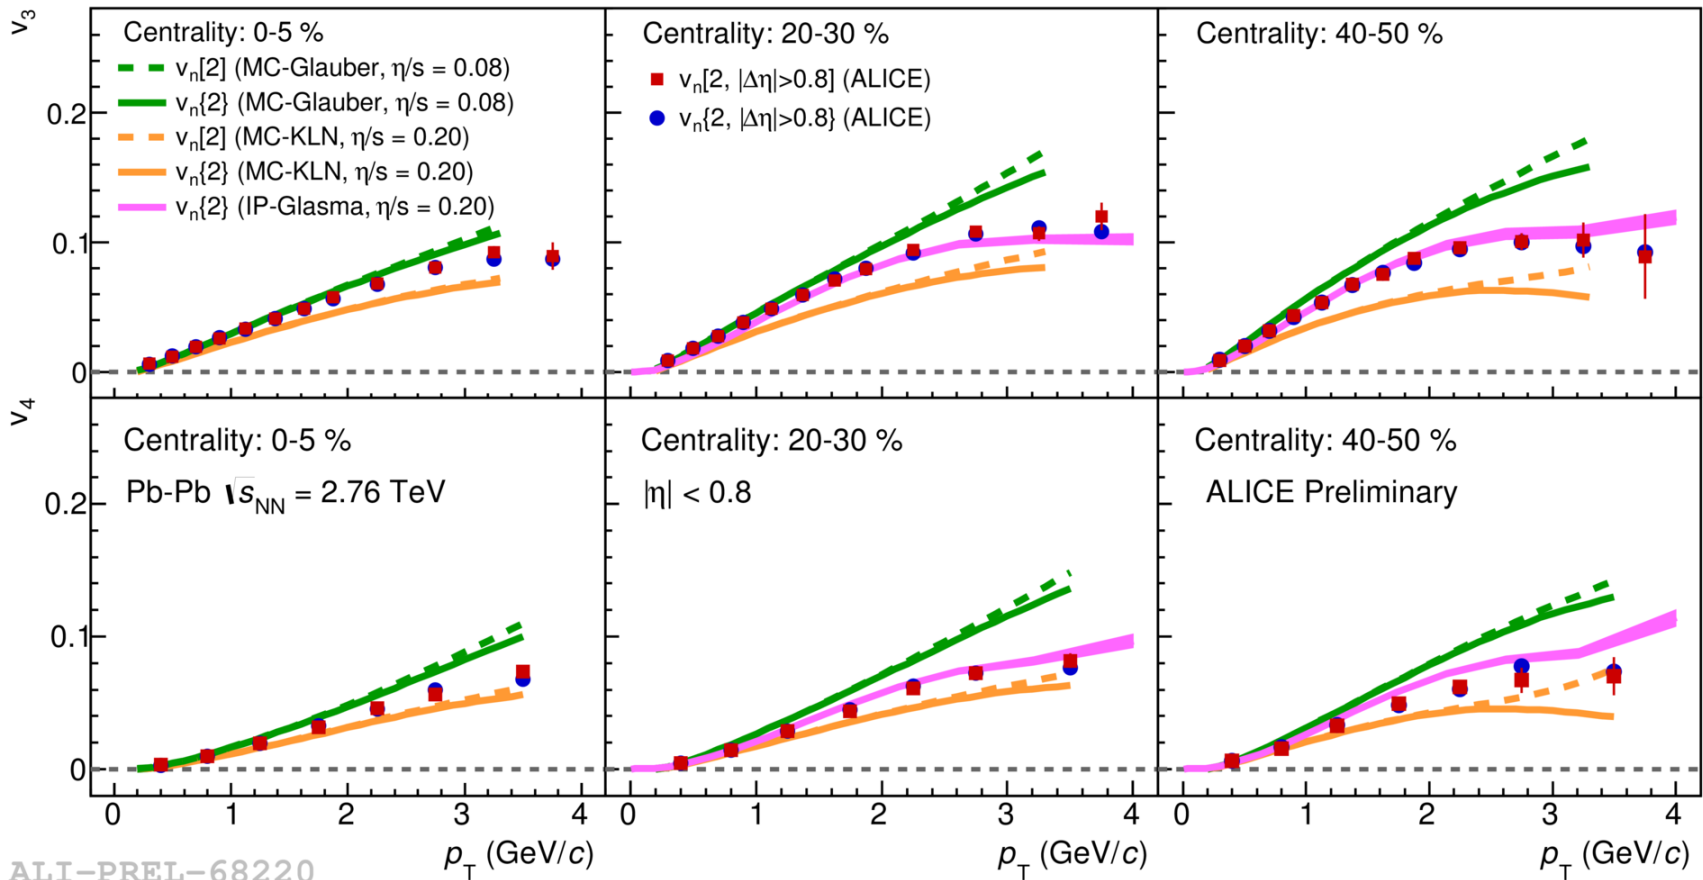 v₃
Centrality: 0-5 %
vₙ[2] (MC-Glauber, η/s = 0.08)
vₙ{2} (MC-Glauber, η/s = 0.08)
vₙ[2] (MC-KLN, η/s = 0.20)
vₙ{2} (MC-KLN, η/s = 0.20)
vₙ{2} (IP-Glasma, η/s = 0.20)
0.2
0.1
0
Centrality: 20-30 %
vₙ[2, |Δη|>0.8] (ALICE)
vₙ{2, |Δη|>0.8} (ALICE)
Centrality: 40-50 %
v₄
Centrality: 0-5 %
Pb-Pb √s_NN = 2.76 TeV
0.2
0.1
0
Centrality: 20-30 %
|η| < 0.8
Centrality: 40-50 %
ALICE Preliminary
0 1 2 3 4
0 1 2 3 4
0 1 2 3 4
p_T (GeV/c)
p_T (GeV/c)
p_T (GeV/c)
ALI-PREL-68220